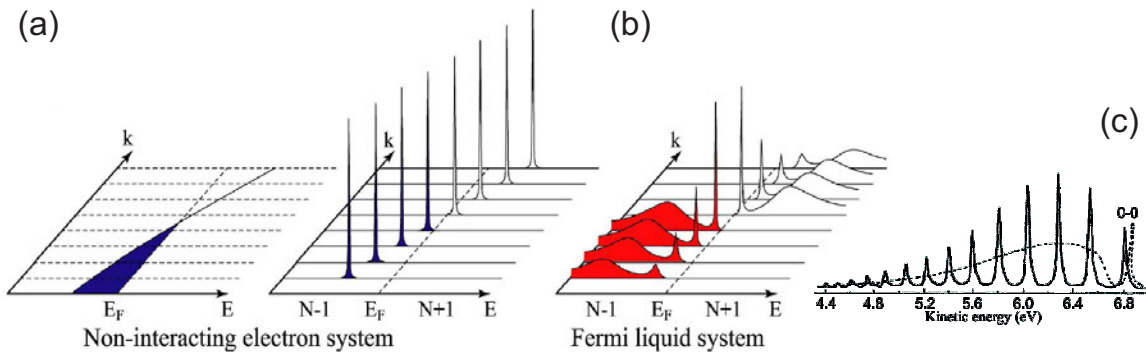 (a)
k
E_F
E
k
N-1
E_F
N+1
E
Non-interacting electron system
(b)
k
N-1
E_F
N+1
E
Fermi liquid system
(c)
0-0
4.4
4.8
5.2
5.6
6.0
6.4
6.8
Kinetic energy (eV)